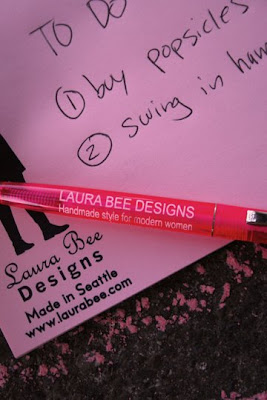 TO DO
① buy popsicles
② swing in
LAURA BEE DESIGNS
Handmade style for modern women
Laura Bee
Designs
Made in Seattle
www.laurabee.com